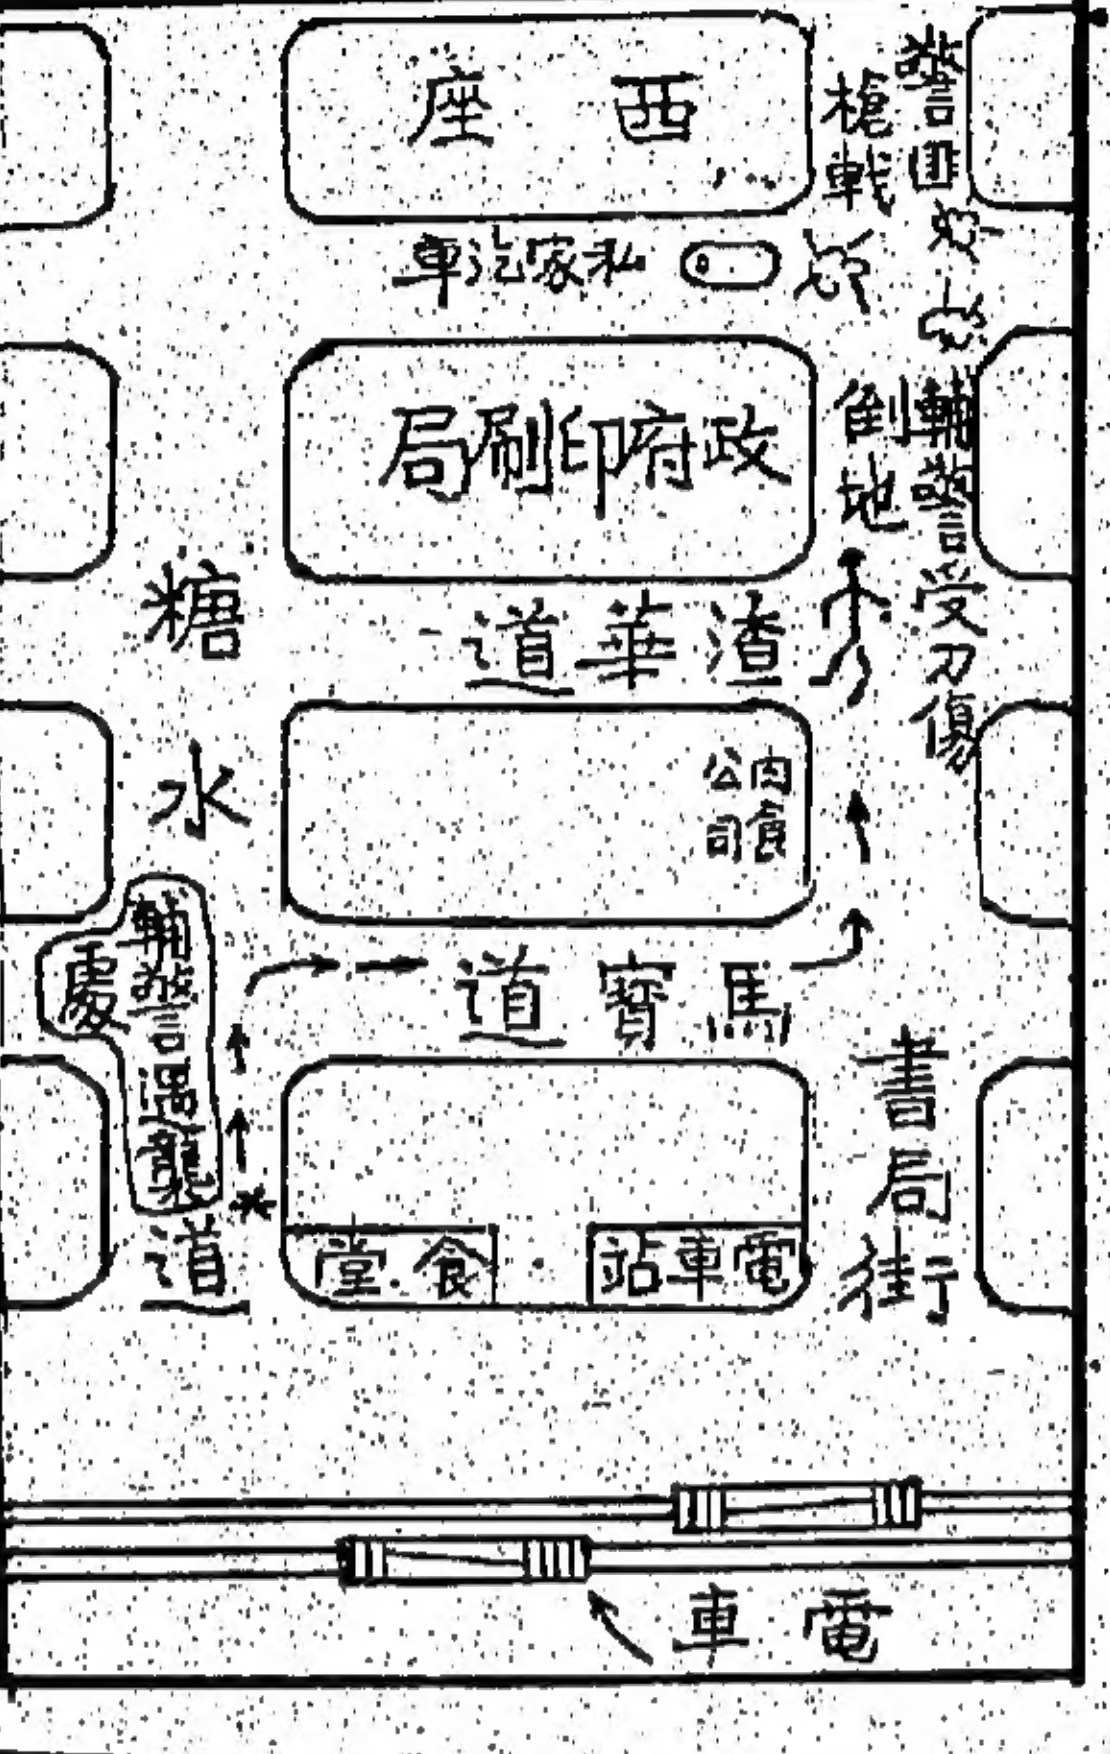 警匪
槍戰
西座
私家汽車
政府印刷局
輔警受刀傷
倒地
渣華道
肉食
公司
馬寶道
書局街
糖水道
輔警遇襲
處
電車站
食堂
電車